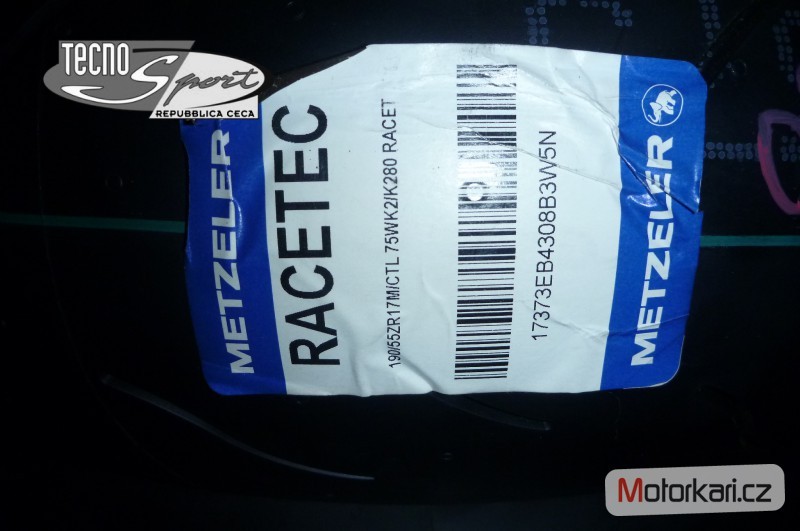 TECNO
Sport
REPUBBLICA CECA
METZELER
RACETEC
190/55ZR17M/CTL 75WK2/K280 RACET
17373EB4308B3W5N
METZELER
Motorkari.cz